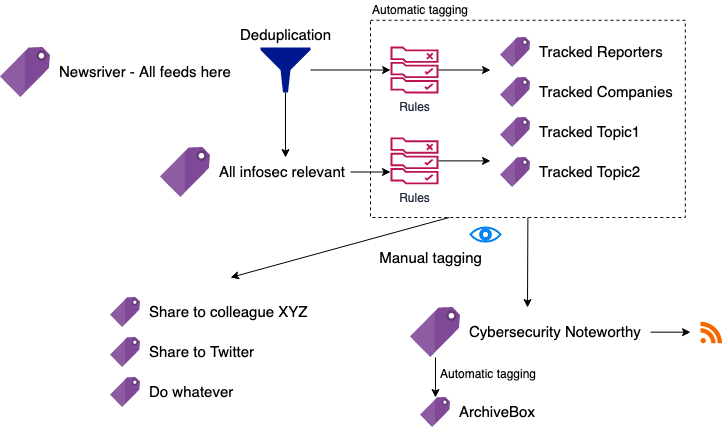 Automatic tagging
Deduplication
Newsriver - All feeds here
Rules
Tracked Reporters
Tracked Companies
Tracked Topic1
Tracked Topic2
All infosec relevant
Rules
Manual tagging
Share to colleague XYZ
Share to Twitter
Do whatever
Cybersecurity Noteworthy
Automatic tagging
ArchiveBox